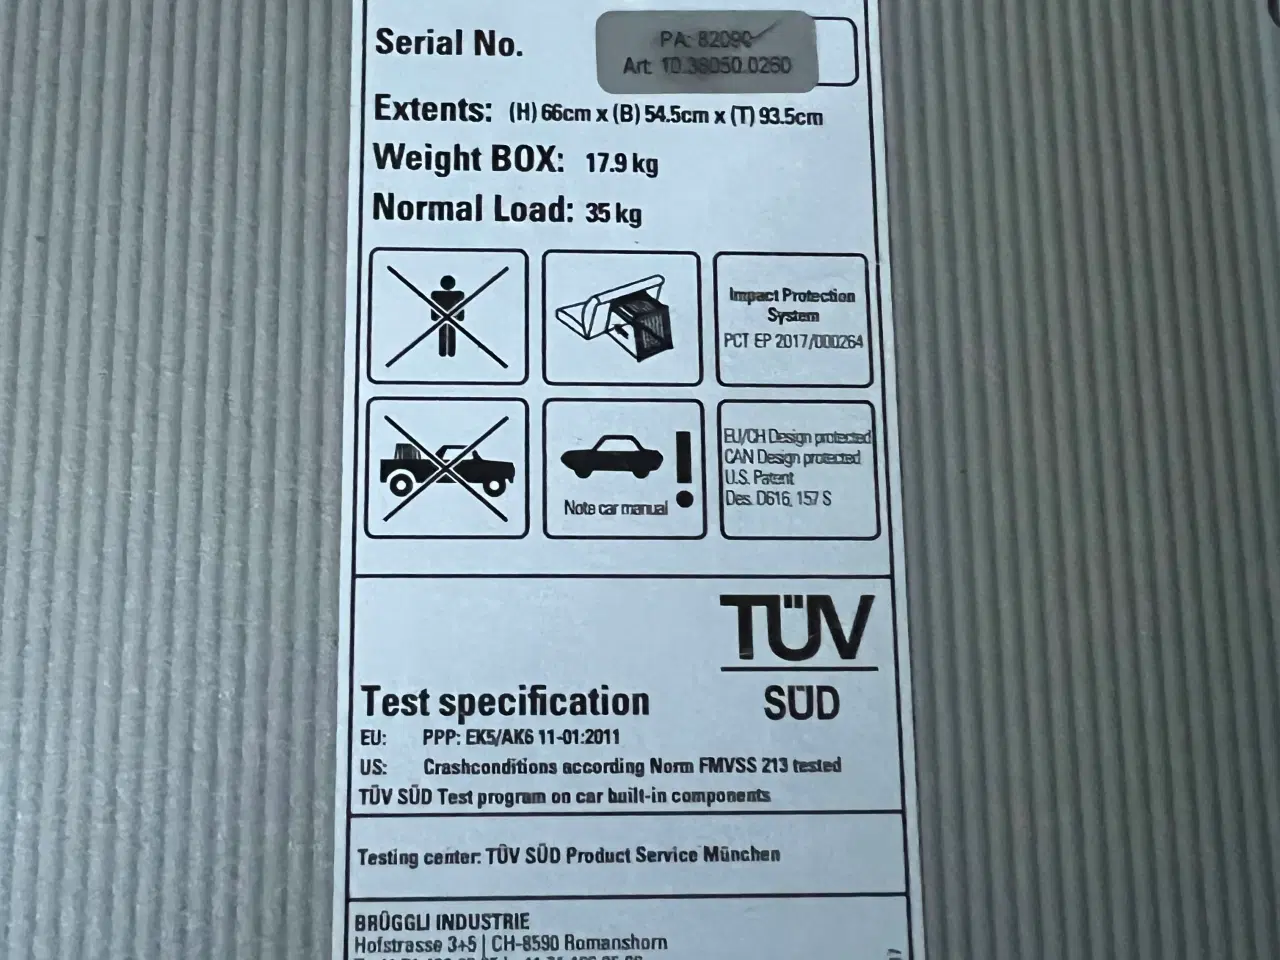 Serial No.
PA: 82090
Art: 10.38050.0260
Extents: (H) 66cm x (B) 54.5cm x (T) 93.5cm
Weight BOX: 17.9 kg
Normal Load: 35 kg
Impact Protection
System
PCT EP 2017/000264
Note car manual
!
EU/CH Design protected
CAN Design protected
U.S. Patent
Des. D616, 157 S
TÜV
SÜD
Test specification
EU: PPP: EK5/AK6 11-01:2011
US: Crashconditions according Norm FMVSS 213 tested
TÜV SÜD Test program on car built-in components
Testing center: TÜV SÜD Product Service München
BRÜGGLI INDUSTRIE
Hofstrasse 3+5 | CH-8590 Romanshorn